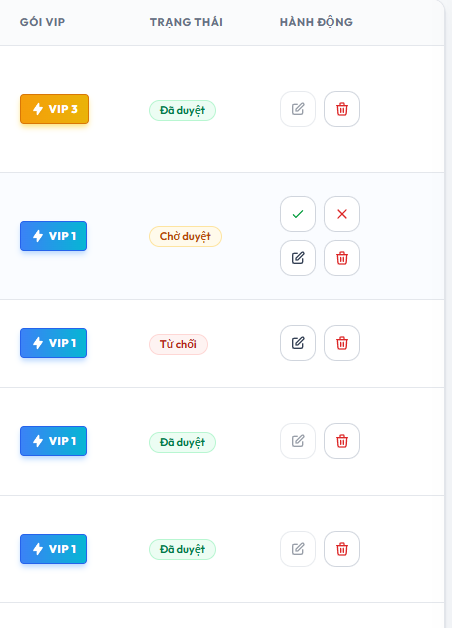 GÓI VIP TRẠNG THÁI HÀNH ĐỘNG
VIP 3 Đã duyệt
VIP 1 Chờ duyệt
VIP 1 Từ chối
VIP 1 Đã duyệt
VIP 1 Đã duyệt